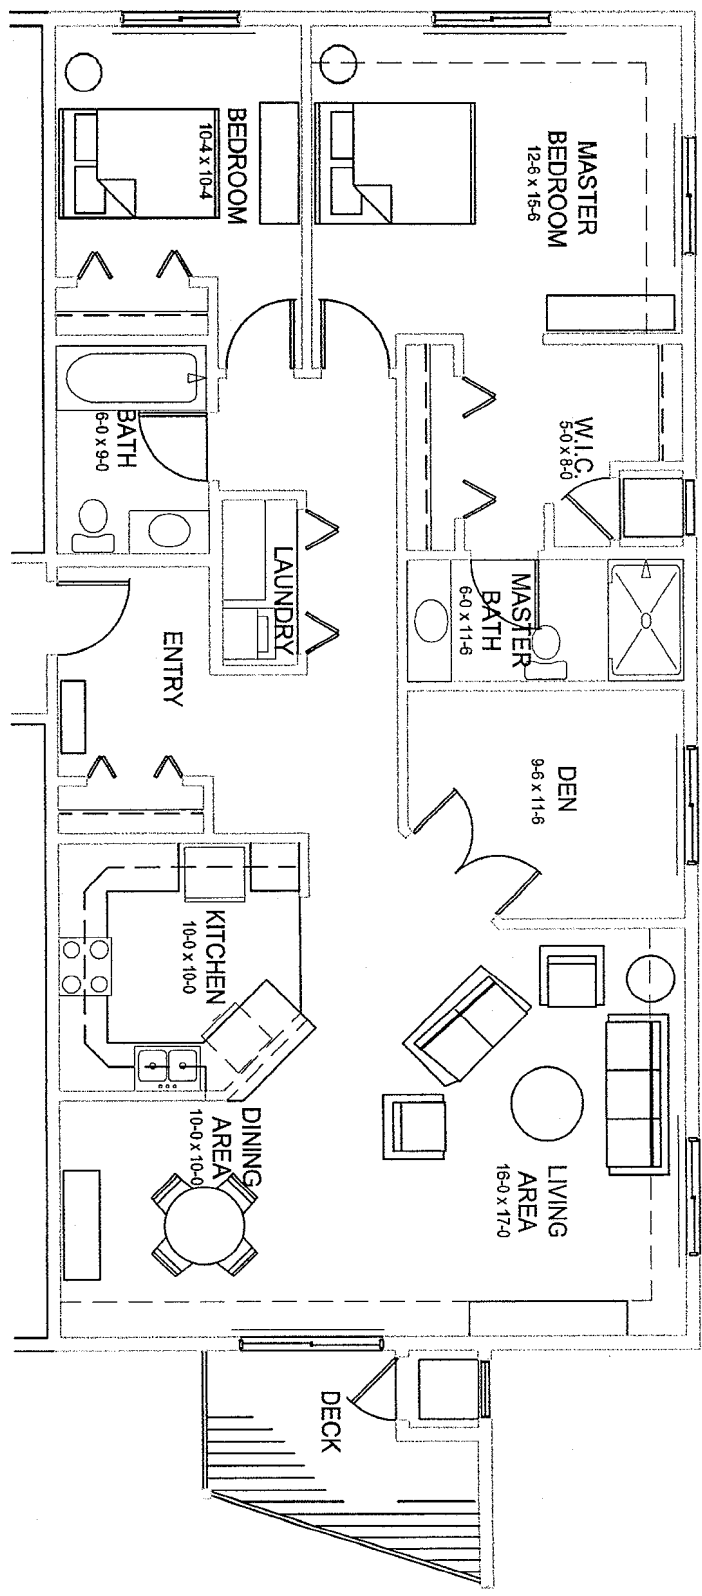 BEDROOM
10-4 x 10-4
MASTER
BEDROOM
12-6 x 15-6
BATH
6-0 x 9-0
W.I.C.
5-0 x 8-0
LAUNDRY
MASTER
BATH
6-0 x 11-6
ENTRY
DEN
9-6 x 11-6
KITCHEN
10-0 x 10-0
DINING
AREA
10-0 x 10-0
LIVING
AREA
16-0 x 17-0
DECK